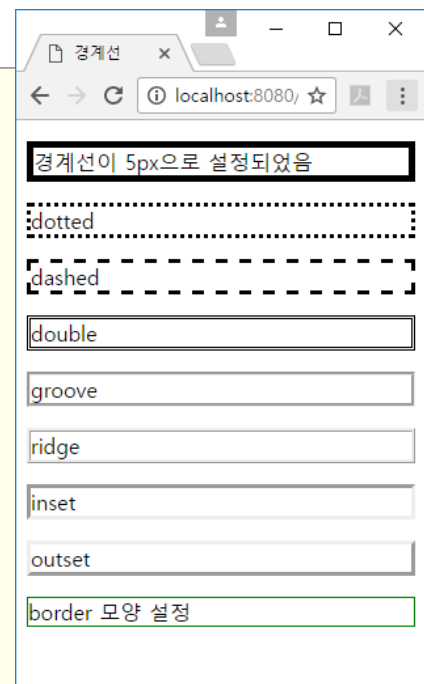 경계선
localhost:8080/
경계선이 5px으로 설정되었음
dotted
dashed
double
groove
ridge
inset
outset
border 모양 설정